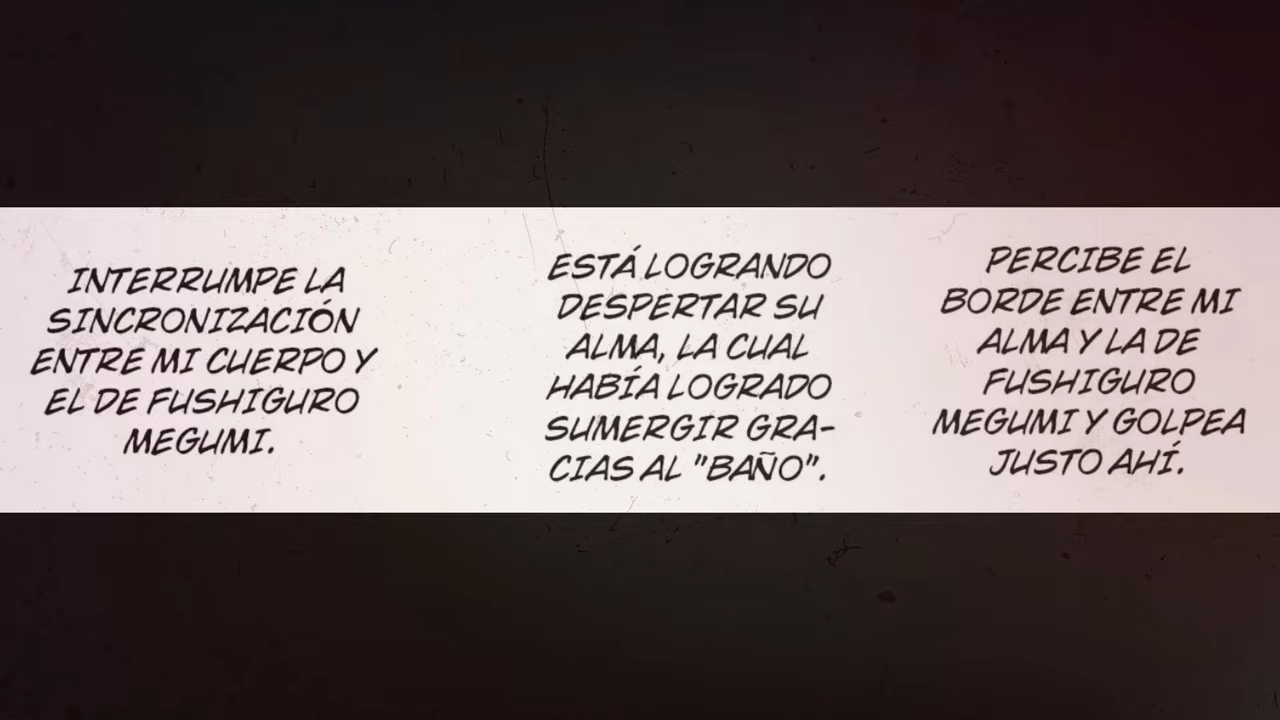 INTERRUMPE LA
SINCRONIZACIÓN
ENTRE MI CUERPO Y
EL DE FUSHIGURO
MEGUMI.
ESTÁ LOGRANDO
DESPERTAR SU
ALMA, LA CUAL
HABÍA LOGRADO
SUMERGIR GRA-
CIAS AL "BAÑO".
PERCIBE EL
BORDE ENTRE MI
ALMA Y LA DE
FUSHIGURO
MEGUMI Y GOLPEA
JUSTO AHÍ.